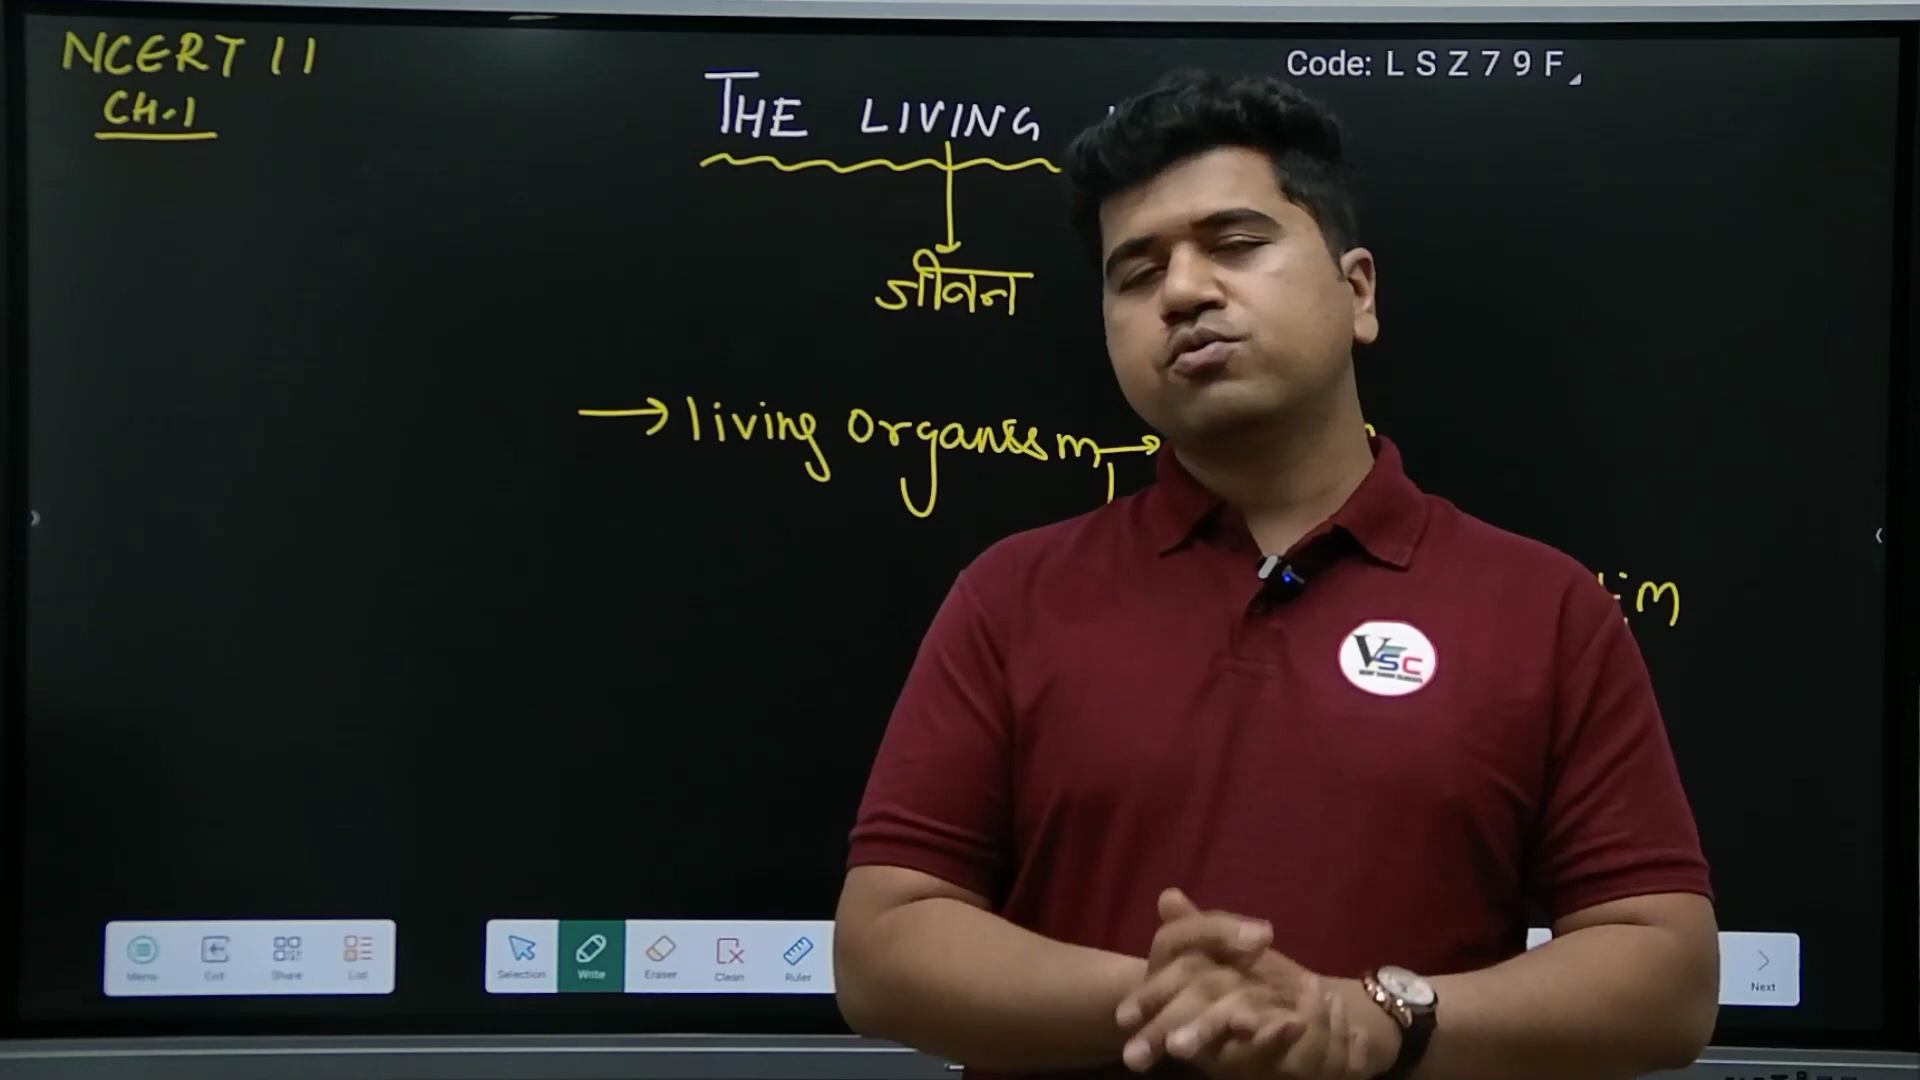 NCERT 11
CH.1
Code: L S Z 7 9 F
THE LIVING
जीवन
→ living organism →
Menu
Exit
Share
List
Selection
Write
Eraser
Clean
Ruler
Next
VSC